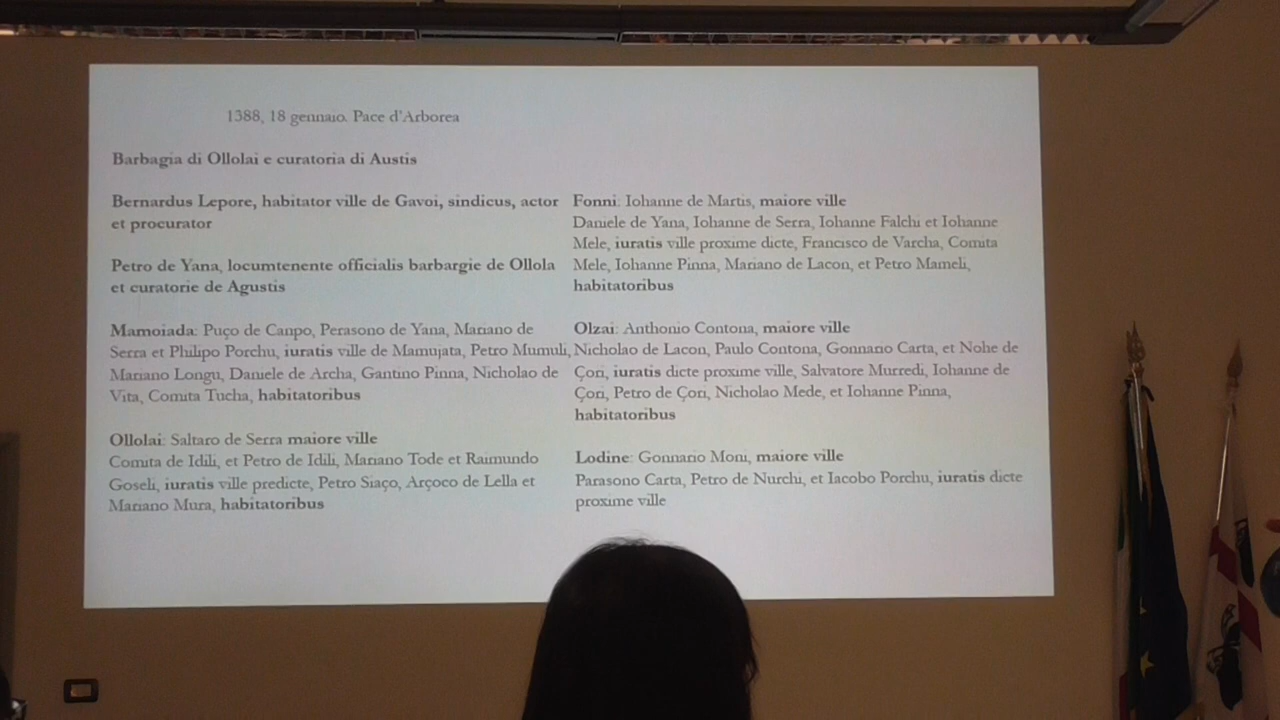 1388, 18 gennaio. Pace d'Arborea
Barbagia di Ollolai e curatoria di Austis
Bernardus Lepore, habitator ville de Gavoi, sindicus, actor
et procurator
Petro de Yana, locumtenente officialis barbargie de Ollola
et curatorie de Agustis
Mamoiada: Puço de Canpo, Perasono de Yana, Mariano de
Serra et Philipo Porchu, iuratis ville de Mamujata, Petro Mumuli,
Mariano Longu, Daniele de Archa, Gantino Pinna, Nicholao de
Vita, Comita Tucha, habitatoribus
Ollolai: Saltaro de Serra maiore ville
Comita de Idili, et Petro de Idili, Mariano Tode et Raimundo
Goseli, iuratis ville predicte, Petro Siaço, Arçoco de Lella et
Mariano Mura, habitatoribus
Fonni: Iohanne de Martis, maiore ville
Daniele de Yana, Iohanne de Serra, Iohanne Falchi et Iohanne
Mele, iuratis ville proxime dicte, Francisco de Varcha, Comita
Mele, Iohanne Pinna, Mariano de Lacon, et Petro Mameli,
habitatoribus
Olzai: Anthonio Contona, maiore ville
Nicholao de Lacon, Paulo Contona, Gonnario Carta, et Nohe de
Çori, iuratis dicte proxime ville, Salvatore Murredi, Iohanne de
Çori, Petro de Çori, Nicholao Mede, et Iohanne Pinna,
habitatoribus
Lodine: Gonnario Moni, maiore ville
Parasono Carta, Petro de Nurchi, et Iacobo Porchu, iuratis dicte
proxime ville